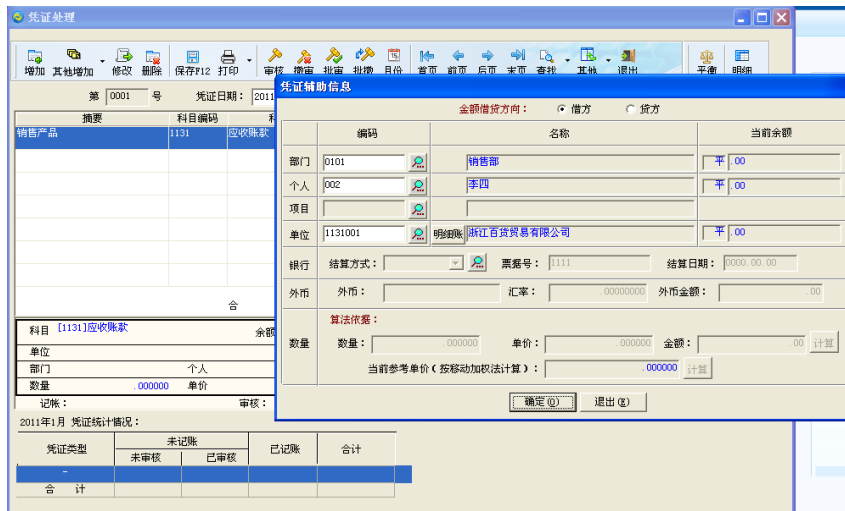 凭证处理
增加 其他增加 修改 删除 保存F12 打印 审核 撤审 批审 批撤 月份 首页 前页 后页 末页 查找 其他 退出 平衡 明细
第 0001 号 凭证日期: 2011
摘要 科目编码
销售产品 1131 应收账款
合
科目 [1131]应收账款 余额
单位
部门 个人
数量 .000000 单价
记帐: 审核:
2011年1月 凭证统计情况:
凭证类型 未记账 已记账 合计
未审核 已审核
-
合 计
凭证辅助信息
金额借贷方向: 借方 贷方
编码 名称 当前余额
部门 0101 销售部 平 .00
个人 002 李四 平 .00
项目
单位 1131001 明细账 浙江百货贸易有限公司 平 .00
银行 结算方式: 票据号: 1111 结算日期: 0000.00.00
外币 外币: 汇率: .00000000 外币金额: .00
算法依据:
数量 数量: .000000 单价: .000000 金额: .00 计算
当前参考单价(按移动加权法计算): .000000 计算
确定(O) 退出(X)